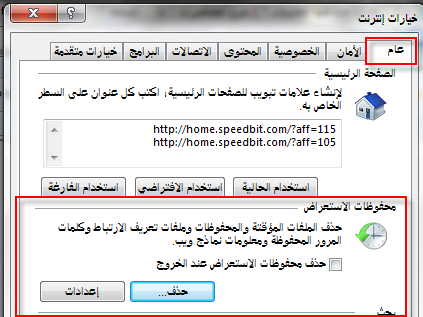 خيارات إنترنت
عام الأمان الخصوصية المحتوى الاتصالات البرامج خيارات متقدمة
الصفحة الرئيسية
لإنشاء علامات تبويب للصفحات الرئيسية، اكتب كل عنوان على السطر
الخاص به.
http://home.speedbit.com/?aff=115
http://home.speedbit.com/?aff=105
استخدام الحالية استخدام الافتراضي استخدام الفارغة
محفوظات الاستعراض
حذف الملفات المؤقتة والمحفوظات وملفات تعريف الارتباط وكلمات
المرور المحفوظة ومعلومات نماذج ويب.
حذف محفوظات الاستعراض عند الخروج
حذف... إعدادات
بحث